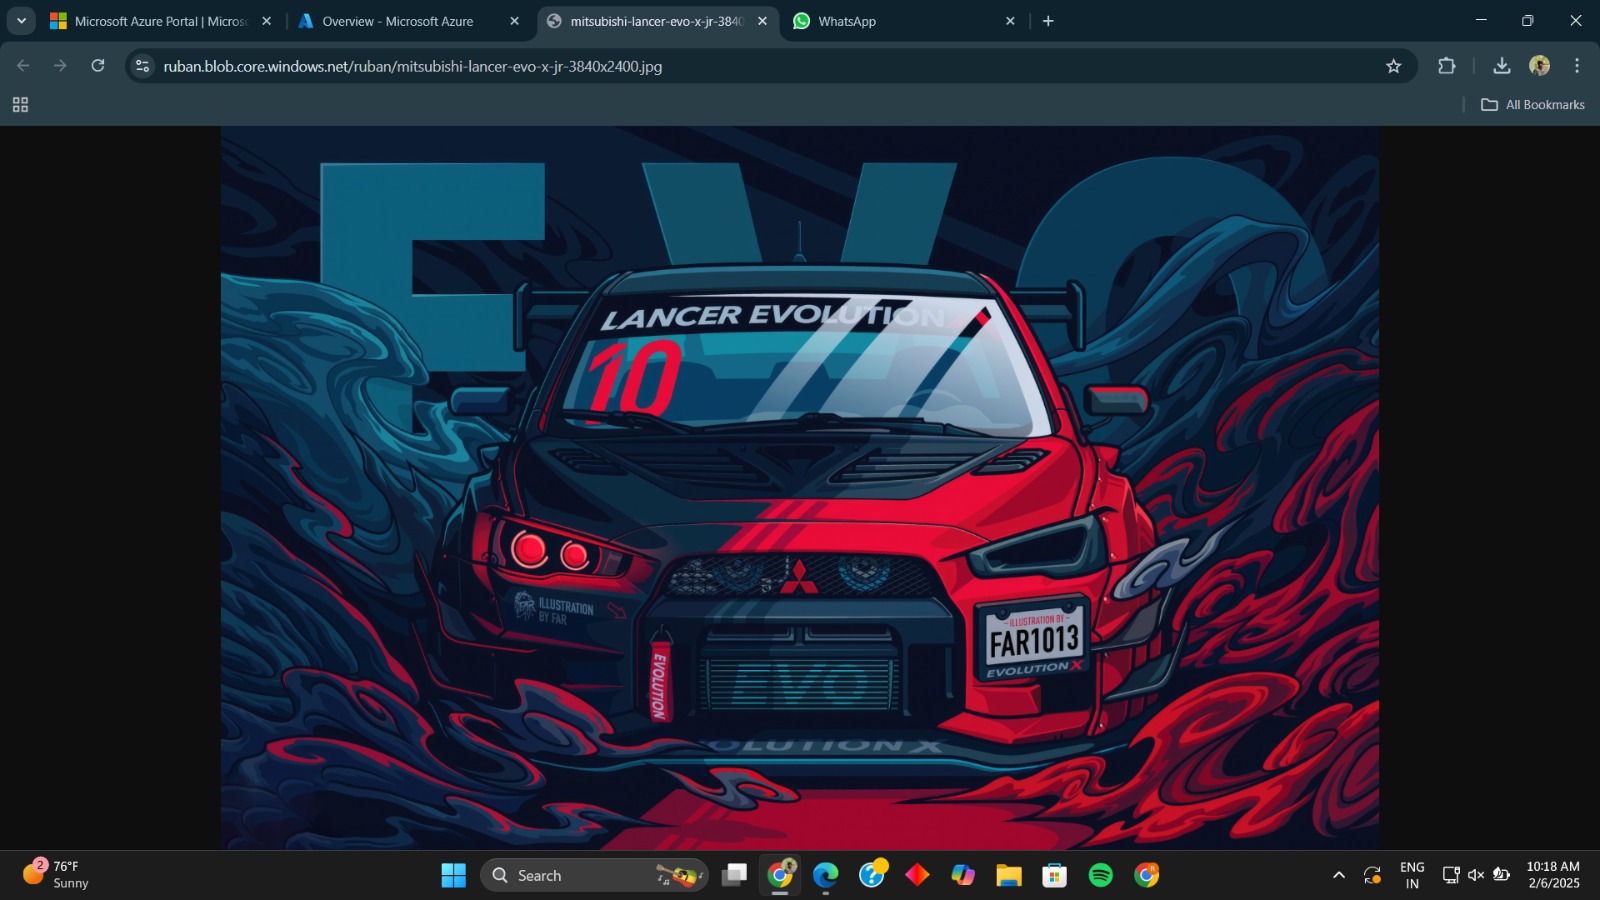 Microsoft Azure Portal | Micros
Overview - Microsoft Azure
mitsubishi-lancer-evo-x-jr-3840
WhatsApp
ruban.blob.core.windows.net/ruban/mitsubishi-lancer-evo-x-jr-3840x2400.jpg
All Bookmarks
EVO
LANCER EVOLUTION
10
ILLUSTRATION
BY FAR
-ILLUSTRATION BY-
FAR1013
EVOLUTION X
EVOLUTION
EVO
OLUTION X
2
76°F
Sunny
Search
ENG
IN
10:18 AM
2/6/2025